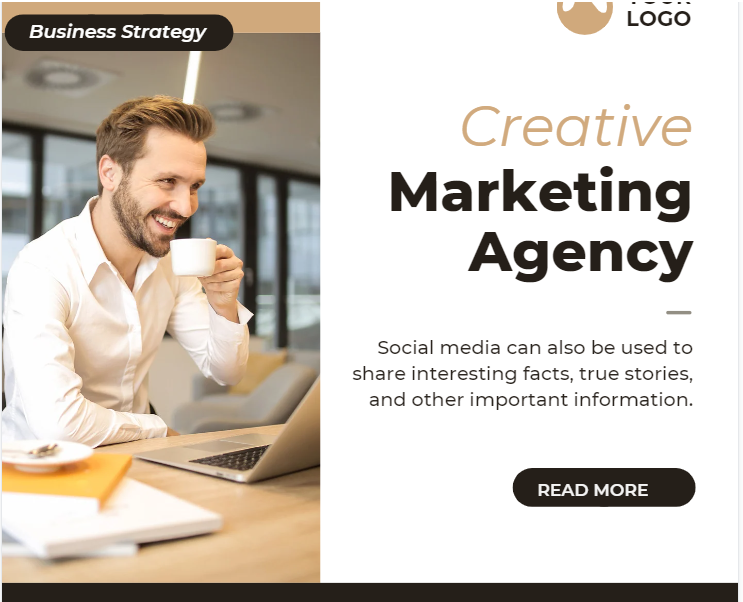 Business Strategy
LOGO
Creative
Marketing
Agency
Social media can also be used to
share interesting facts, true stories,
and other important information.
READ MORE